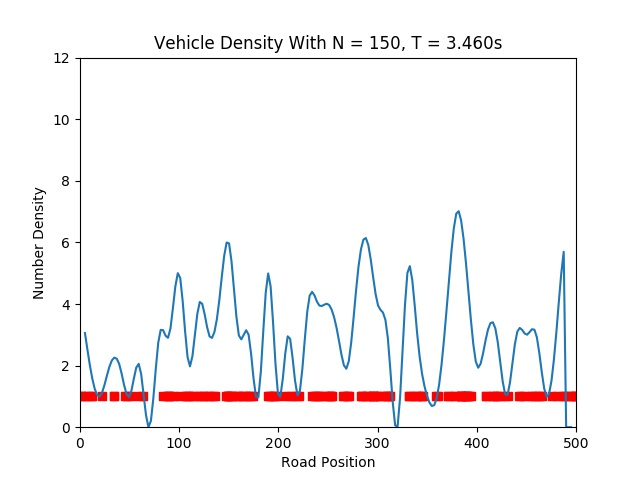 Vehicle Density With N = 150, T = 3.460s
12
10
8
6
4
2
0
Number Density
0 100 200 300 400 500
Road Position